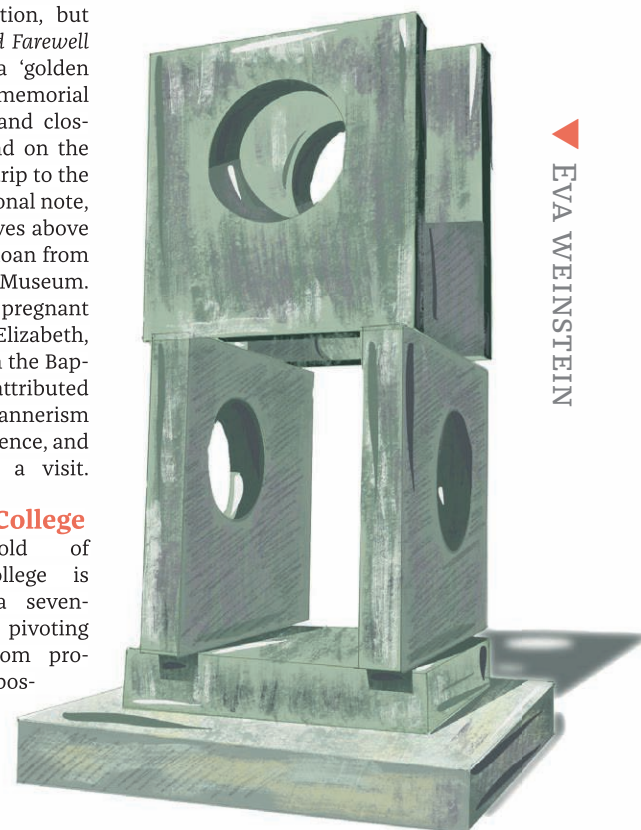 tion, but
d Farewell
a ‘golden
memorial
and clos-
nd on the
rip to the
onal note,
ves above
oan from
Museum.
pregnant
Elizabeth,
n the Bap-
attributed
annerism
ence, and
a visit.
College
old of
ollege is
a seven-
pivoting
om pro-
pos-
EVA WEINSTEIN